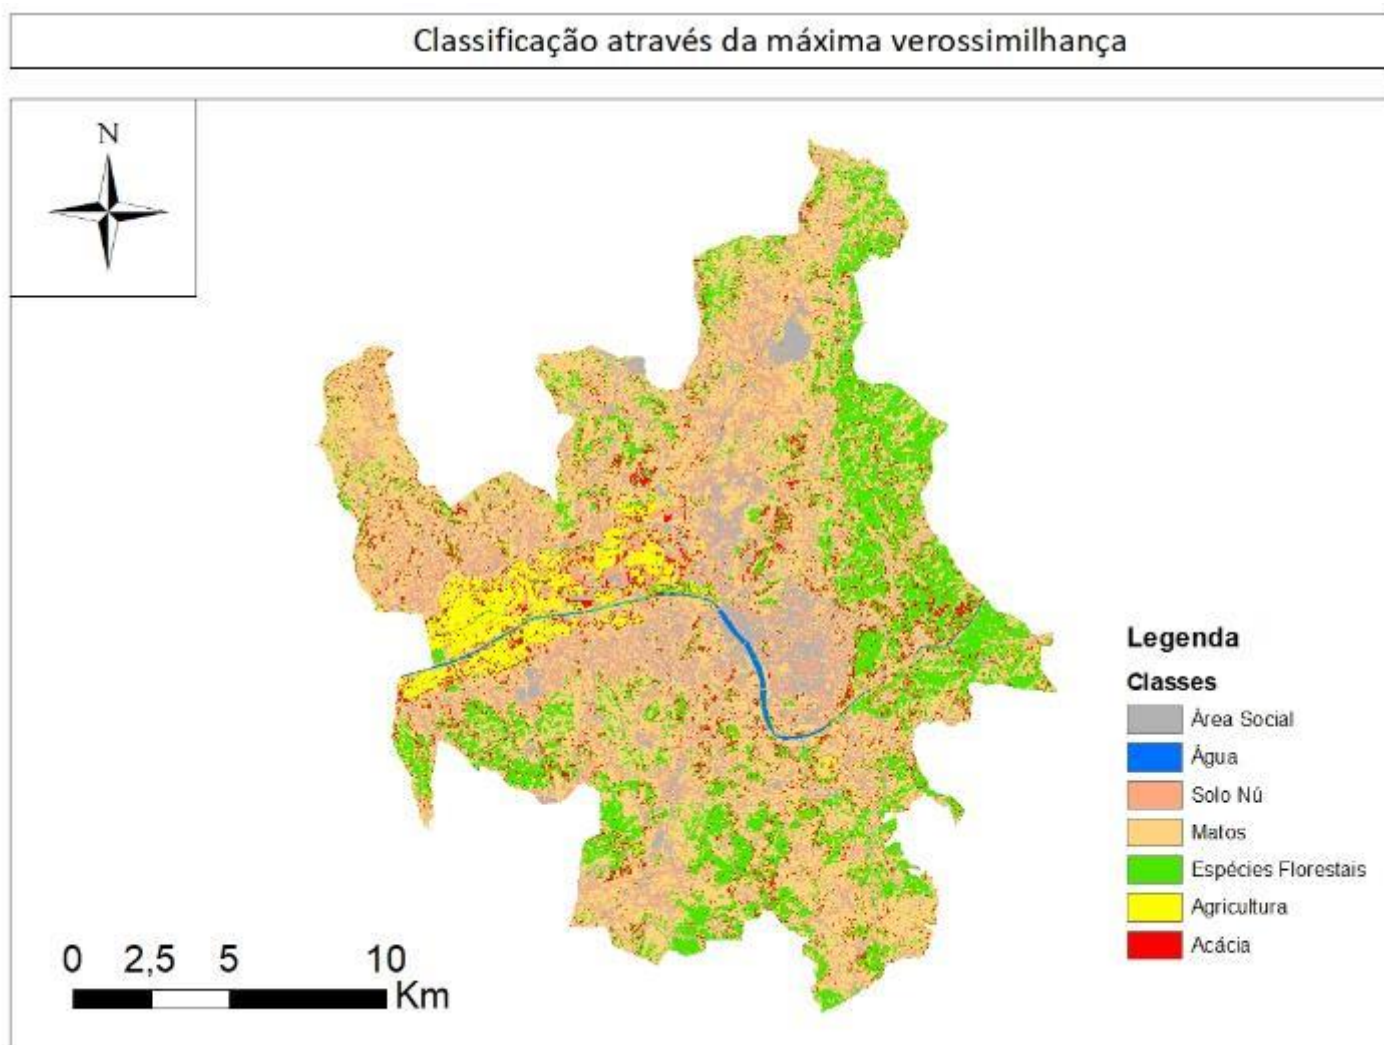 Classificação através da máxima verossimilhança
N
Legenda
Classes
Área Social
Água
Solo Nú
Matos
Espécies Florestais
Agricultura
Acácia
0 2,5 5 10
Km